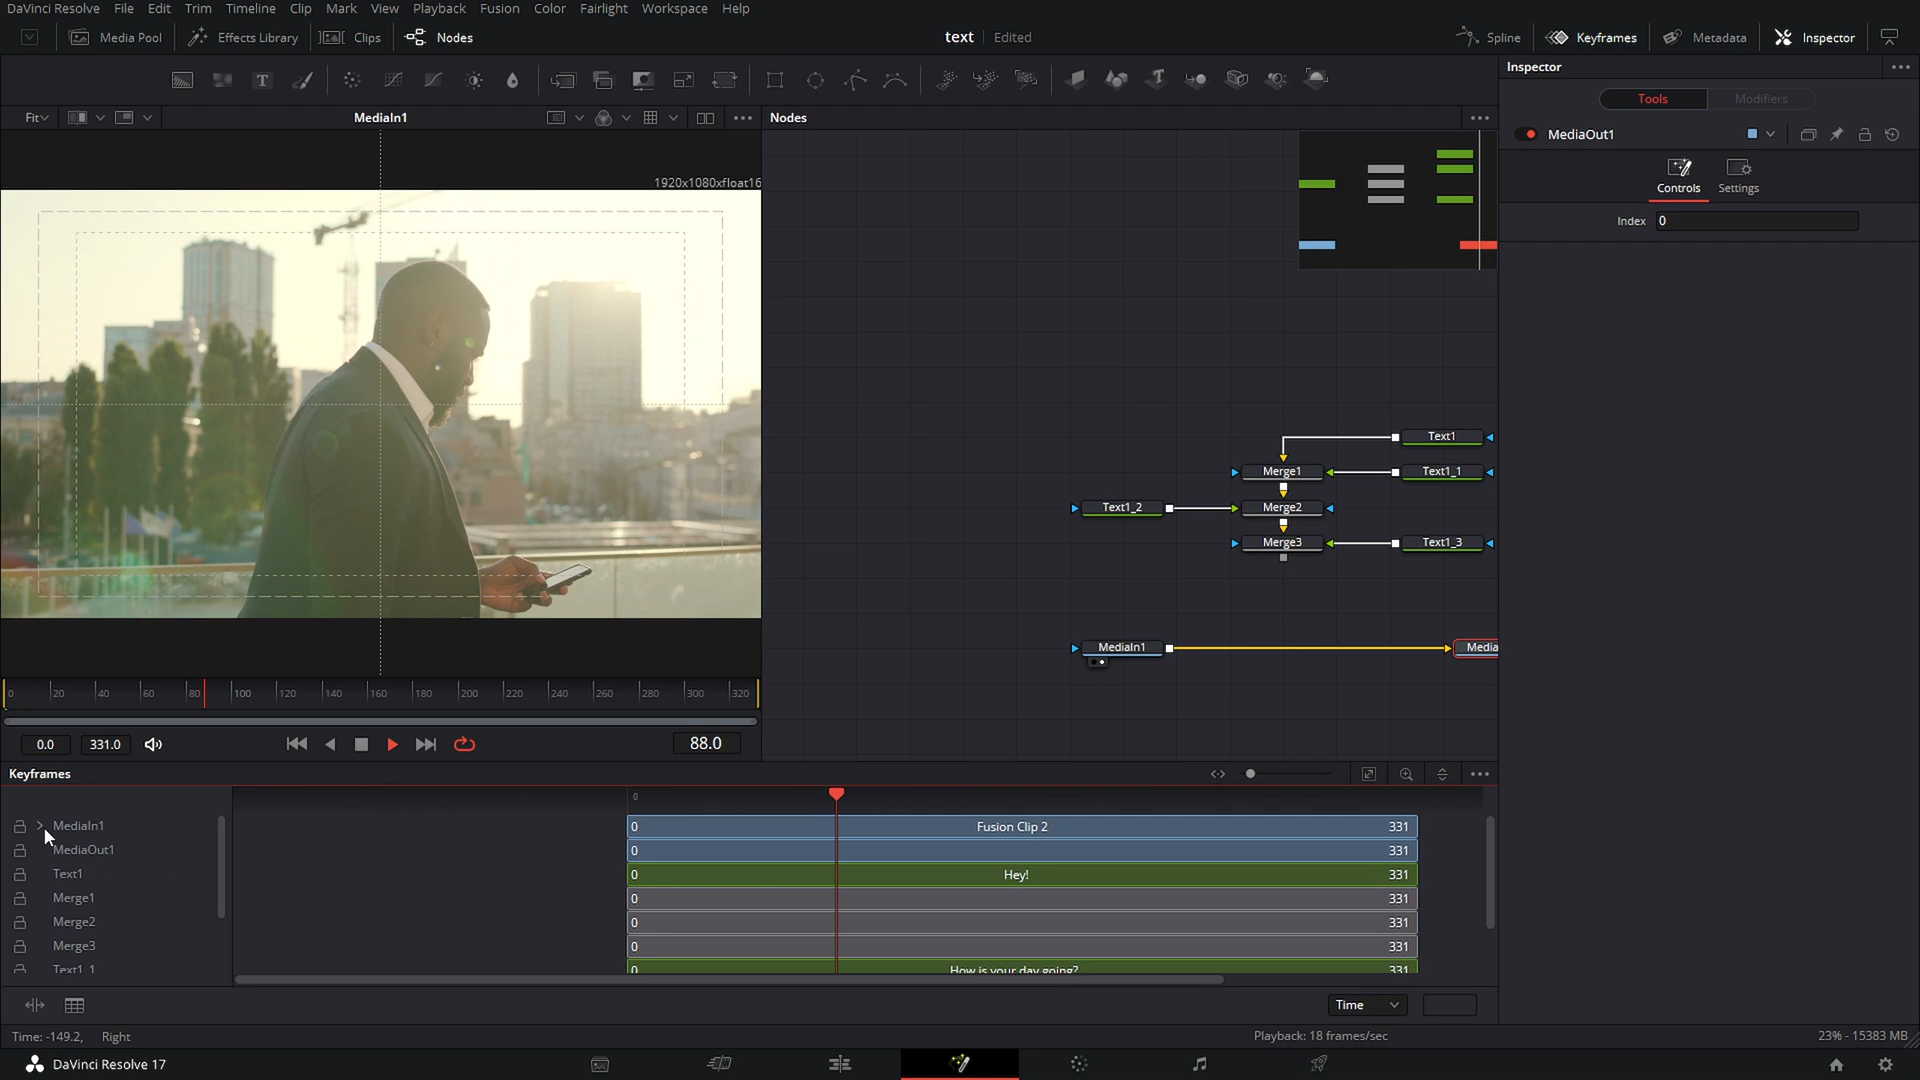 DaVinci Resolve File Edit Trim Timeline Clip Mark View Playback Fusion Color Fairlight Workspace Help
Media Pool Effects Library Clips Nodes text Edited Spline Keyframes Metadata Inspector
Inspector
Tools Modifiers
Fit MediaIn1 Nodes
MediaOut1
1920x1080xfloat16
Controls Settings
Index 0
Text1
Merge1 Text1_1
Text1_2 Merge2
Merge3 Text1_3
MediaIn1 Media
0 20 40 60 80 100 120 140 160 180 200 220 240 260 280 300 320
0.0 331.0 88.0
Keyframes
0
MediaIn1 0 Fusion Clip 2 331
MediaOut1 0 331
Text1 0 Hey! 331
Merge1 0 331
Merge2 0 331
Merge3 0 331
Text1_1 0 How is your day going? 331
Time
Time: -149.2, Right Playback: 18 frames/sec 23% - 15383 MB
DaVinci Resolve 17